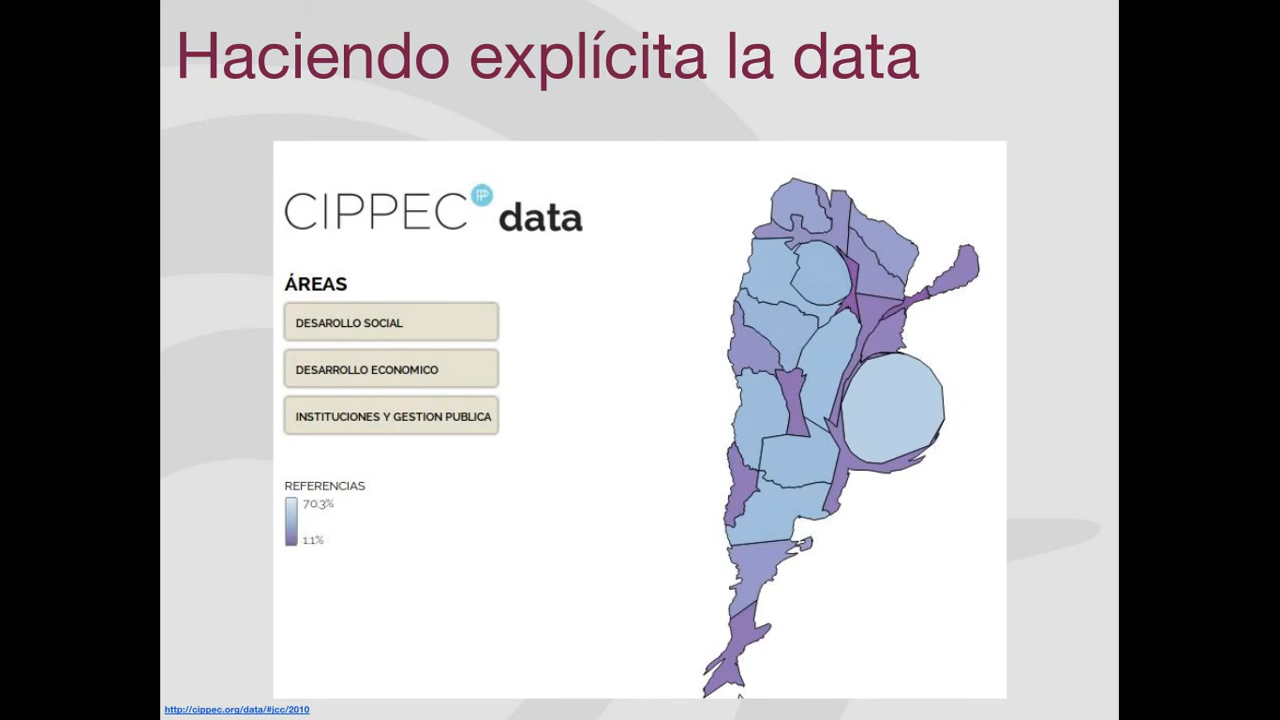 Haciendo explícita la data
CIPPEC PP data
ÁREAS
DESAROLLO SOCIAL
DESARROLLO ECONOMICO
INSTITUCIONES Y GESTION PUBLICA
REFERENCIAS
70.3%
1.1%
http://cippec.org/data/#jcc/2010